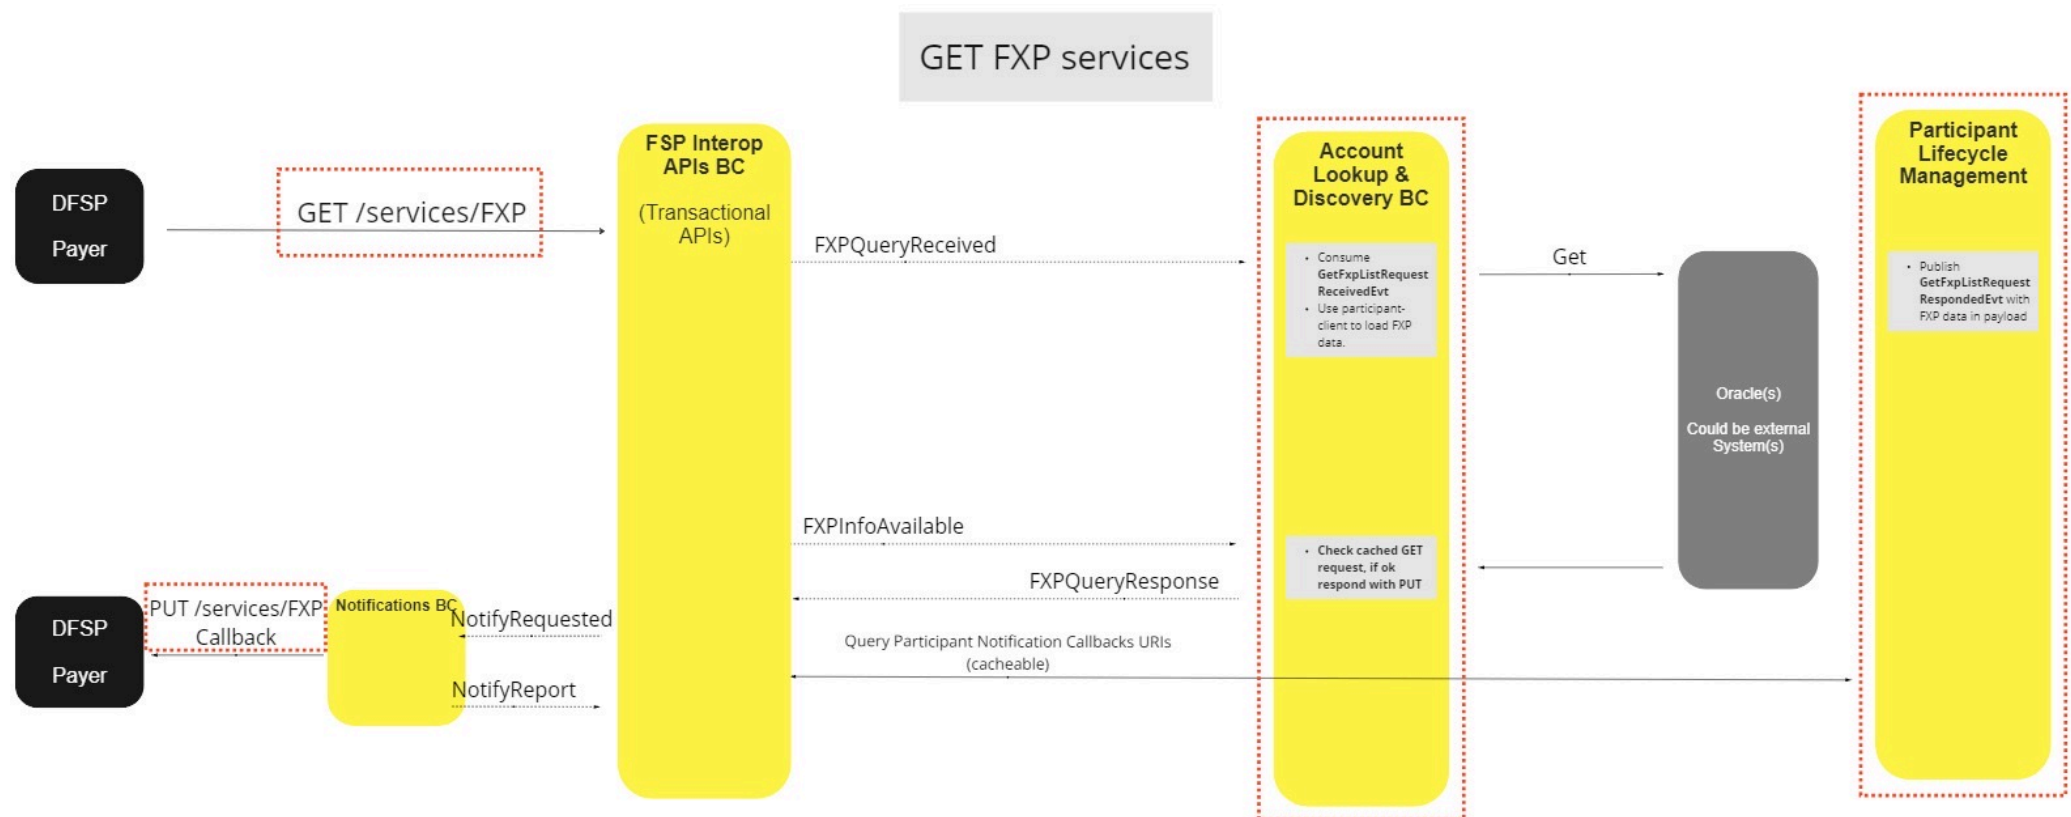 GET FXP services
DFSP
Payer
GET /services/FXP
FSP Interop
APIs BC
(Transactional
APIs)
FXPQueryReceived
Account
Lookup &
Discovery BC
• Consume
GetFxpListRequest
ReceivedEvt
• Use participant-
client to load FXP
data.
Get
Oracle(s)
Could be external
System(s)
Participant
Lifecycle
Management
• Publish
GetFxpListRequest
RespondedEvt with
FXP data in payload
FXPInfoAvailable
• Check cached GET
request, if ok
respond with PUT
FXPQueryResponse
DFSP
Payer
PUT /services/FXP
Callback
Notifications BC
NotifyRequested
Query Participant Notification Callbacks URIs
(cacheable)
NotifyReport